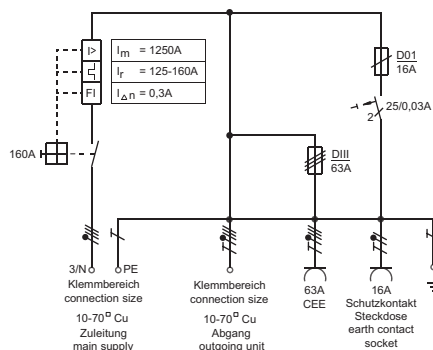 I>
FI
Im = 1250A
Ir = 125-160A
I△n = 0,3A
D01
16A
2
25/0,03A
160A
DIII
63A
3/N
PE
Klemmbereich
connection size
10-70□ Cu
Zuleitung
main supply
Klemmbereich
connection size
10-70□ Cu
Abgang
outgoing unit
63A
CEE
16A
Schutzkontakt
Steckdose
earth contact
socket